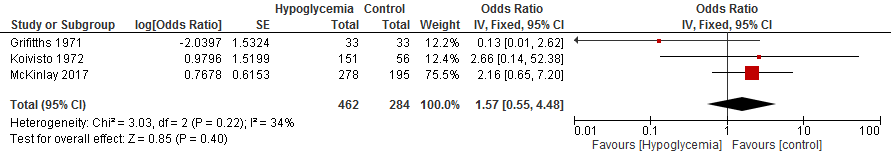 Hypoglycemia Control Odds Ratio Odds Ratio
Study or Subgroup log[Odds Ratio] SE Total Total Weight IV, Fixed, 95% CI IV, Fixed, 95% CI
Grifitths 1971 -2.0397 1.5324 33 33 12.2% 0.13 [0.01, 2.62]
Koivisto 1972 0.9796 1.5199 151 56 12.4% 2.66 [0.14, 52.38]
McKinlay 2017 0.7678 0.6153 278 195 75.5% 2.16 [0.65, 7.20]
Total (95% CI) 462 284 100.0% 1.57 [0.55, 4.48]
Heterogeneity: Chi² = 3.03, df = 2 (P = 0.22); I² = 34%
Test for overall effect: Z = 0.85 (P = 0.40)
0.01 0.1 1 10 100
Favours [Hypoglycemia] Favours [control]